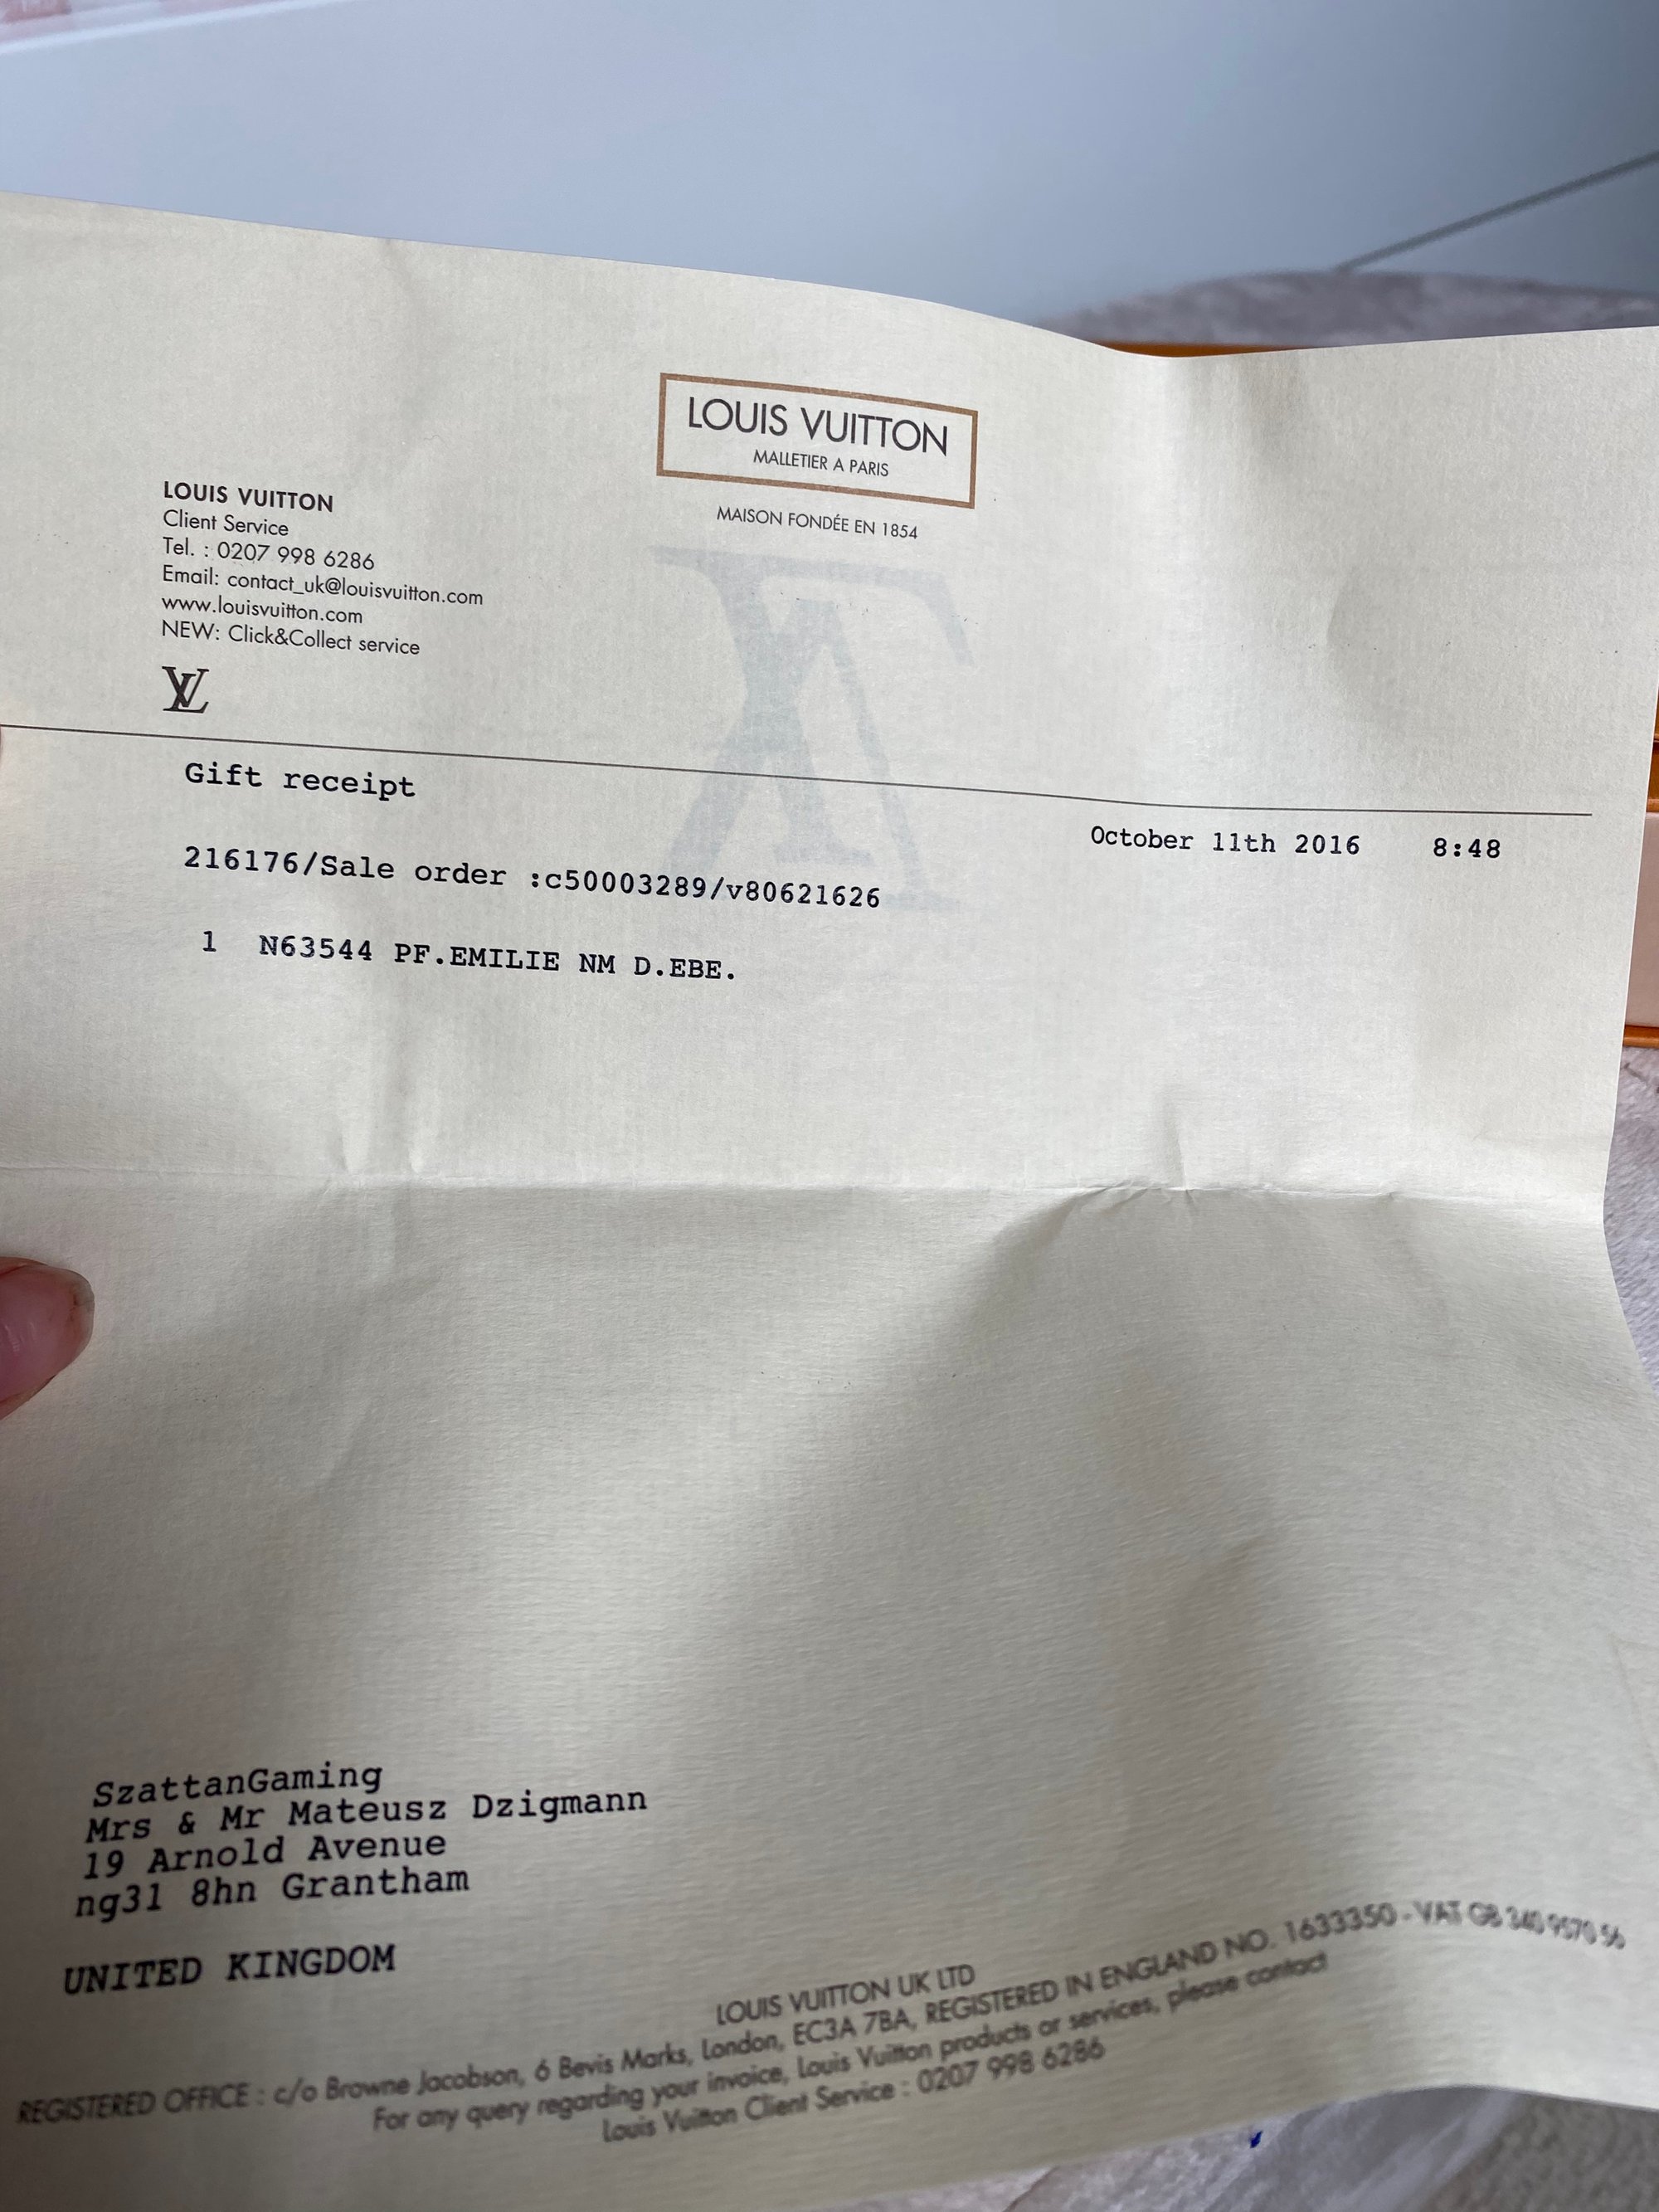 LOUIS VUITTON
MALLETIER A PARIS
MAISON FONDÉE EN 1854
LOUIS VUITTON
Client Service
Tel. : 0207 998 6286
Email: contact_uk@louisvuitton.com
www.louisvuitton.com
NEW: Click&Collect service
LV
Gift receipt
October 11th 2016 8:48
216176/Sale order :c50003289/v80621626
1 N63544 PF.EMILIE NM D.EBE.
SzattanGaming
Mrs & Mr Mateusz Dzigmann
19 Arnold Avenue
ng31 8hn Grantham
UNITED KINGDOM
LOUIS VUITTON UK LTD
REGISTERED OFFICE : c/o Browne Jacobson, 6 Bevis Marks, London, EC3A 7BA, REGISTERED IN ENGLAND NO. 1633350 - VAT GB 340 9570 56
For any query regarding your invoice, Louis Vuitton products or services, please contact
Louis Vuitton Client Service : 0207 998 6286